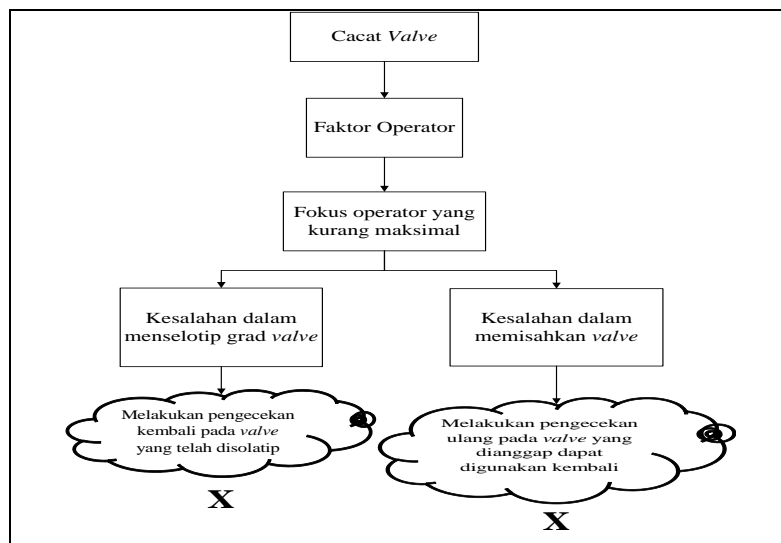 Cacat Valve
Faktor Operator
Fokus operator yang
kurang maksimal
Kesalahan dalam
menselotip grad valve
Kesalahan dalam
memisahkan valve
Melakukan pengecekan
kembali pada valve
yang telah disolatip
X
Melakukan pengecekan
ulang pada valve yang
dianggap dapat
digunakan kembali
X